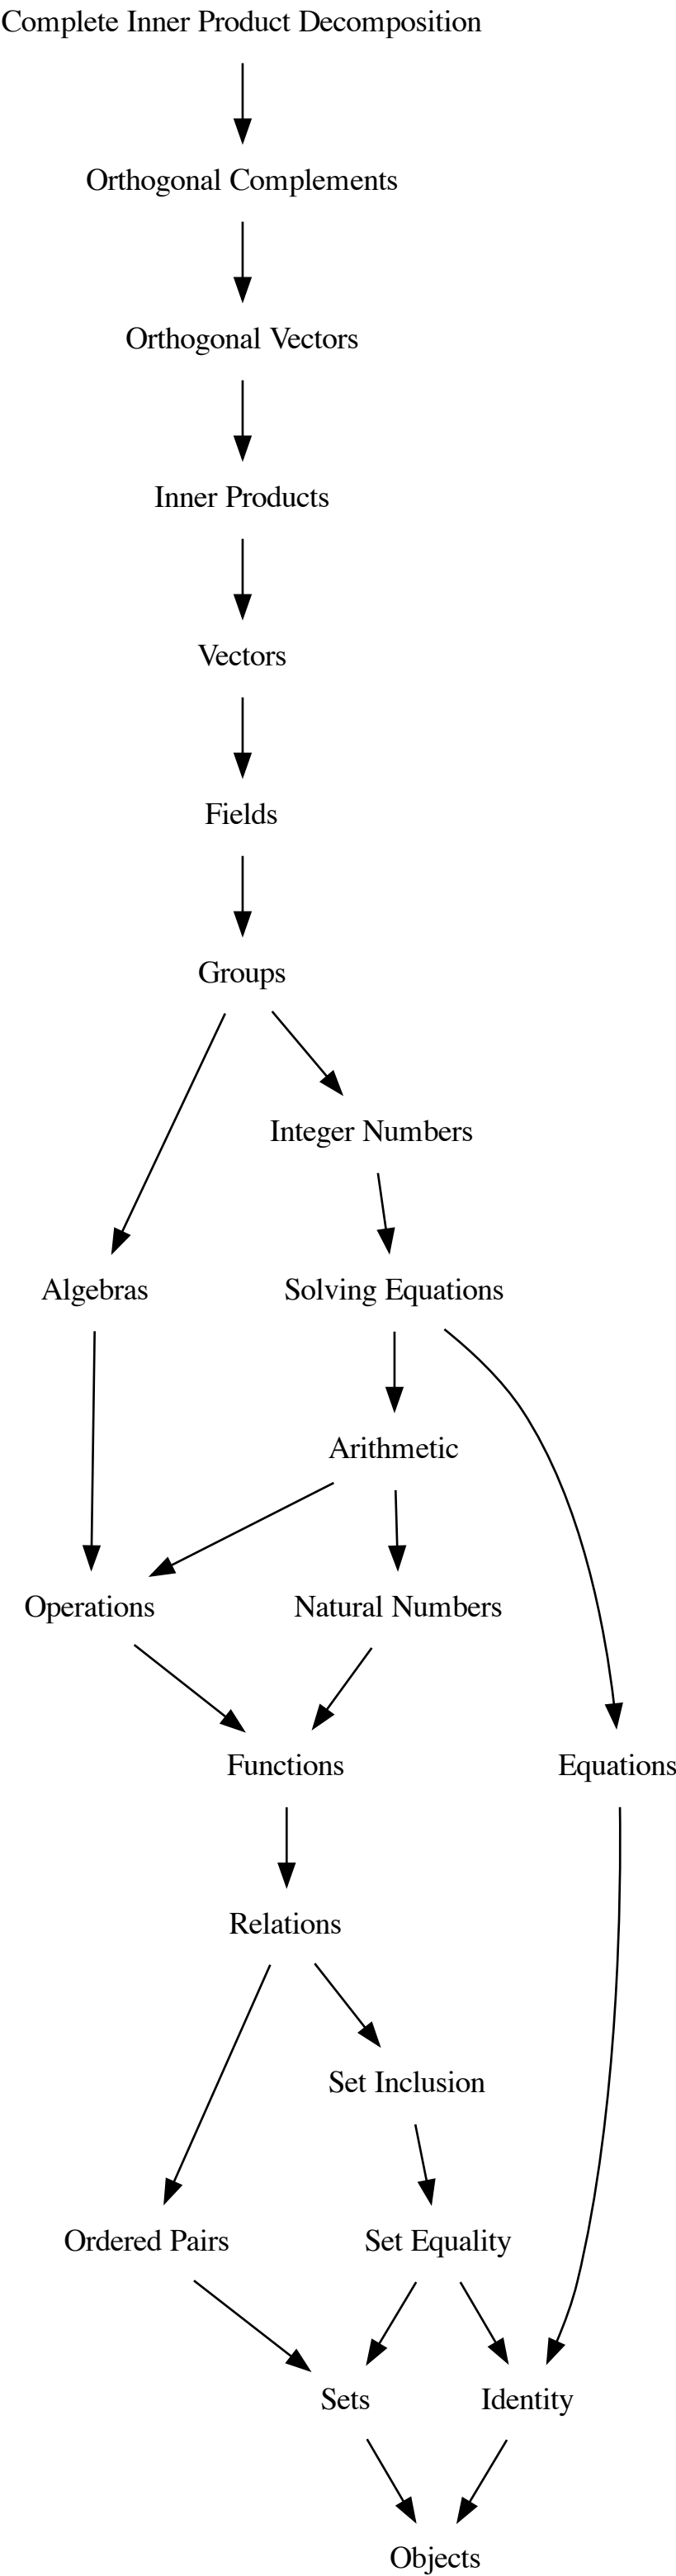 Complete Inner Product Decomposition
Orthogonal Complements
Orthogonal Vectors
Inner Products
Vectors
Fields
Groups
Integer Numbers
Algebras
Solving Equations
Arithmetic
Operations
Natural Numbers
Functions
Equations
Relations
Set Inclusion
Ordered Pairs
Set Equality
Sets
Identity
Objects